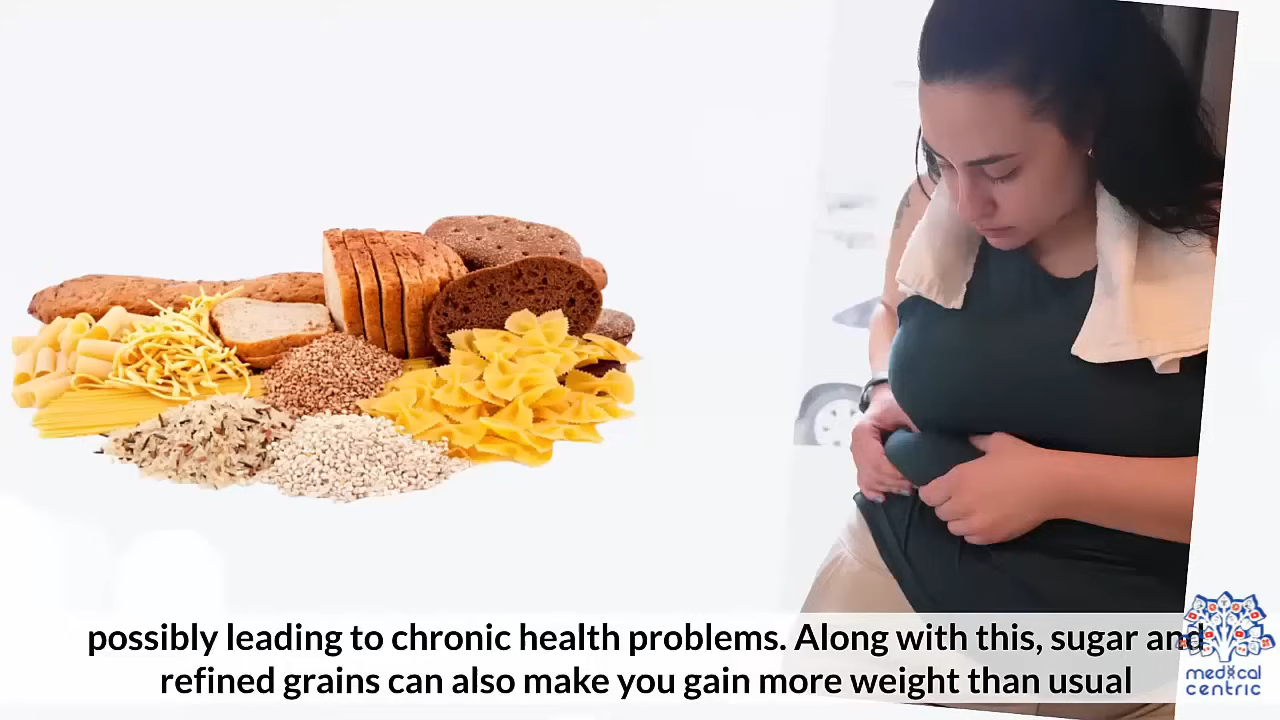 possibly leading to chronic health problems. Along with this, sugar and
refined grains can also make you gain more weight than usual
medical
centric